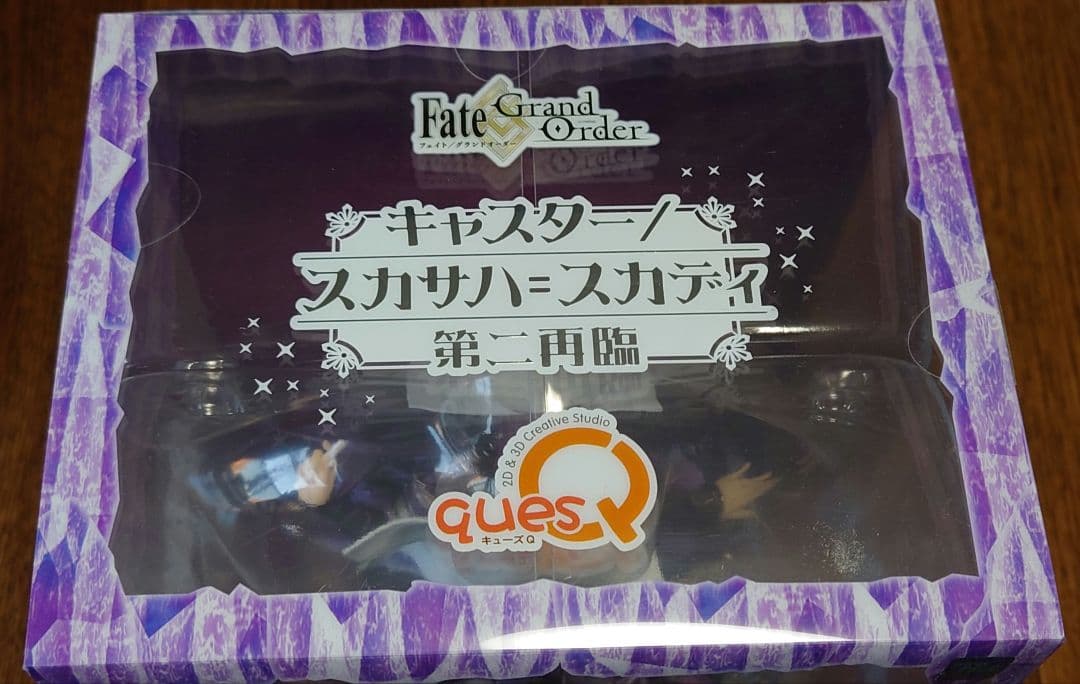 Fate Grand Order
フェイト/グランドオーダー
キャスター/
スカサハ=スカディ
第二再臨
2D & 3D Creative Studio
quesQ
キューズQ